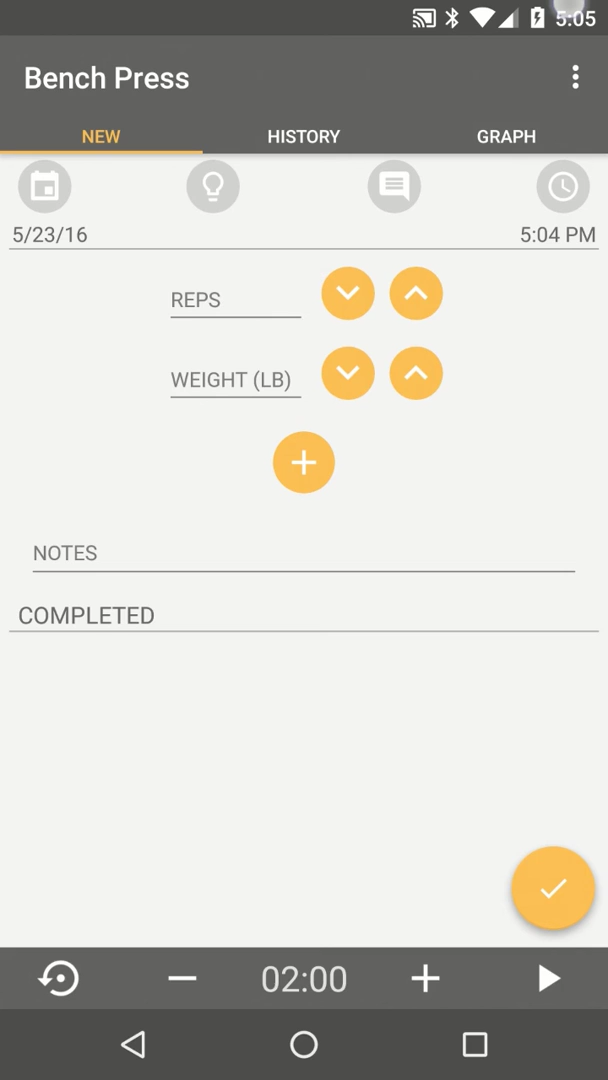 5:05
Bench Press
NEW HISTORY GRAPH
5/23/16 5:04 PM
REPS
WEIGHT (LB)
NOTES
COMPLETED
02:00